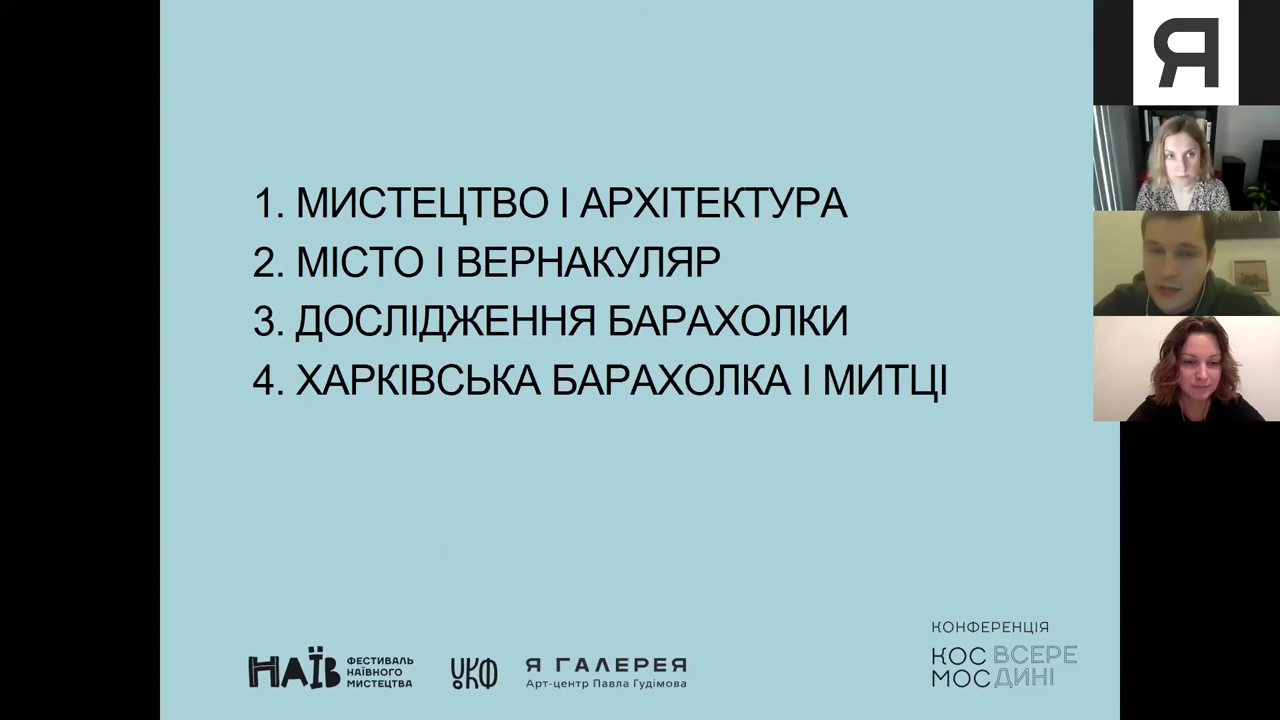 Я
1. МИСТЕЦТВО І АРХІТЕКТУРА
2. МІСТО І ВЕРНАКУЛЯР
3. ДОСЛІДЖЕННЯ БАРАХОЛКИ
4. ХАРКІВСЬКА БАРАХОЛКА І МИТЦІ
НАЇВ
ФЕСТИВАЛЬ
НАЇВНОГО
МИСТЕЦТВА
УКФ
Я ГАЛЕРЕЯ
Арт-центр Павла Гудімова
КОНФЕРЕНЦІЯ
КОС ВСЕРЕ
МОС ДИНІ